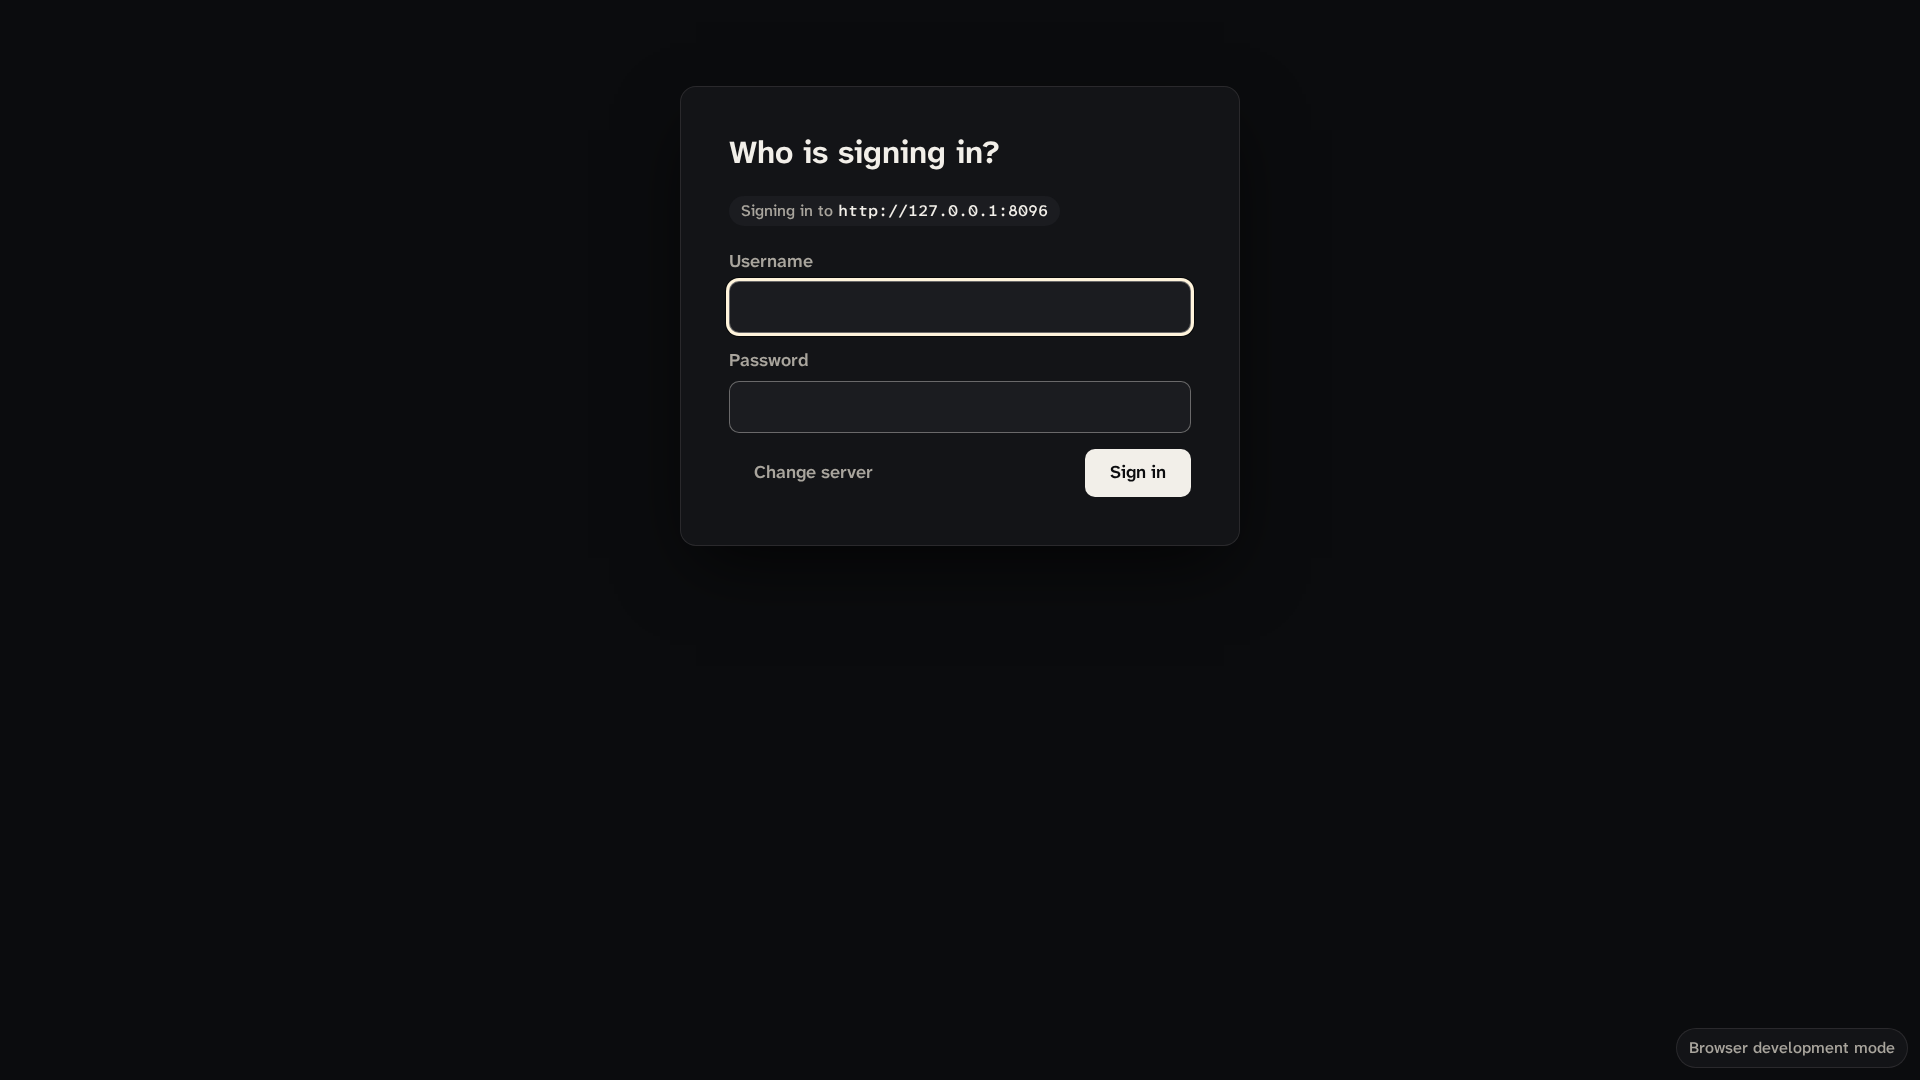 Who is signing in?
Signing in to http://127.0.0.1:8096
Username
Password
Change server
Sign in
Browser development mode